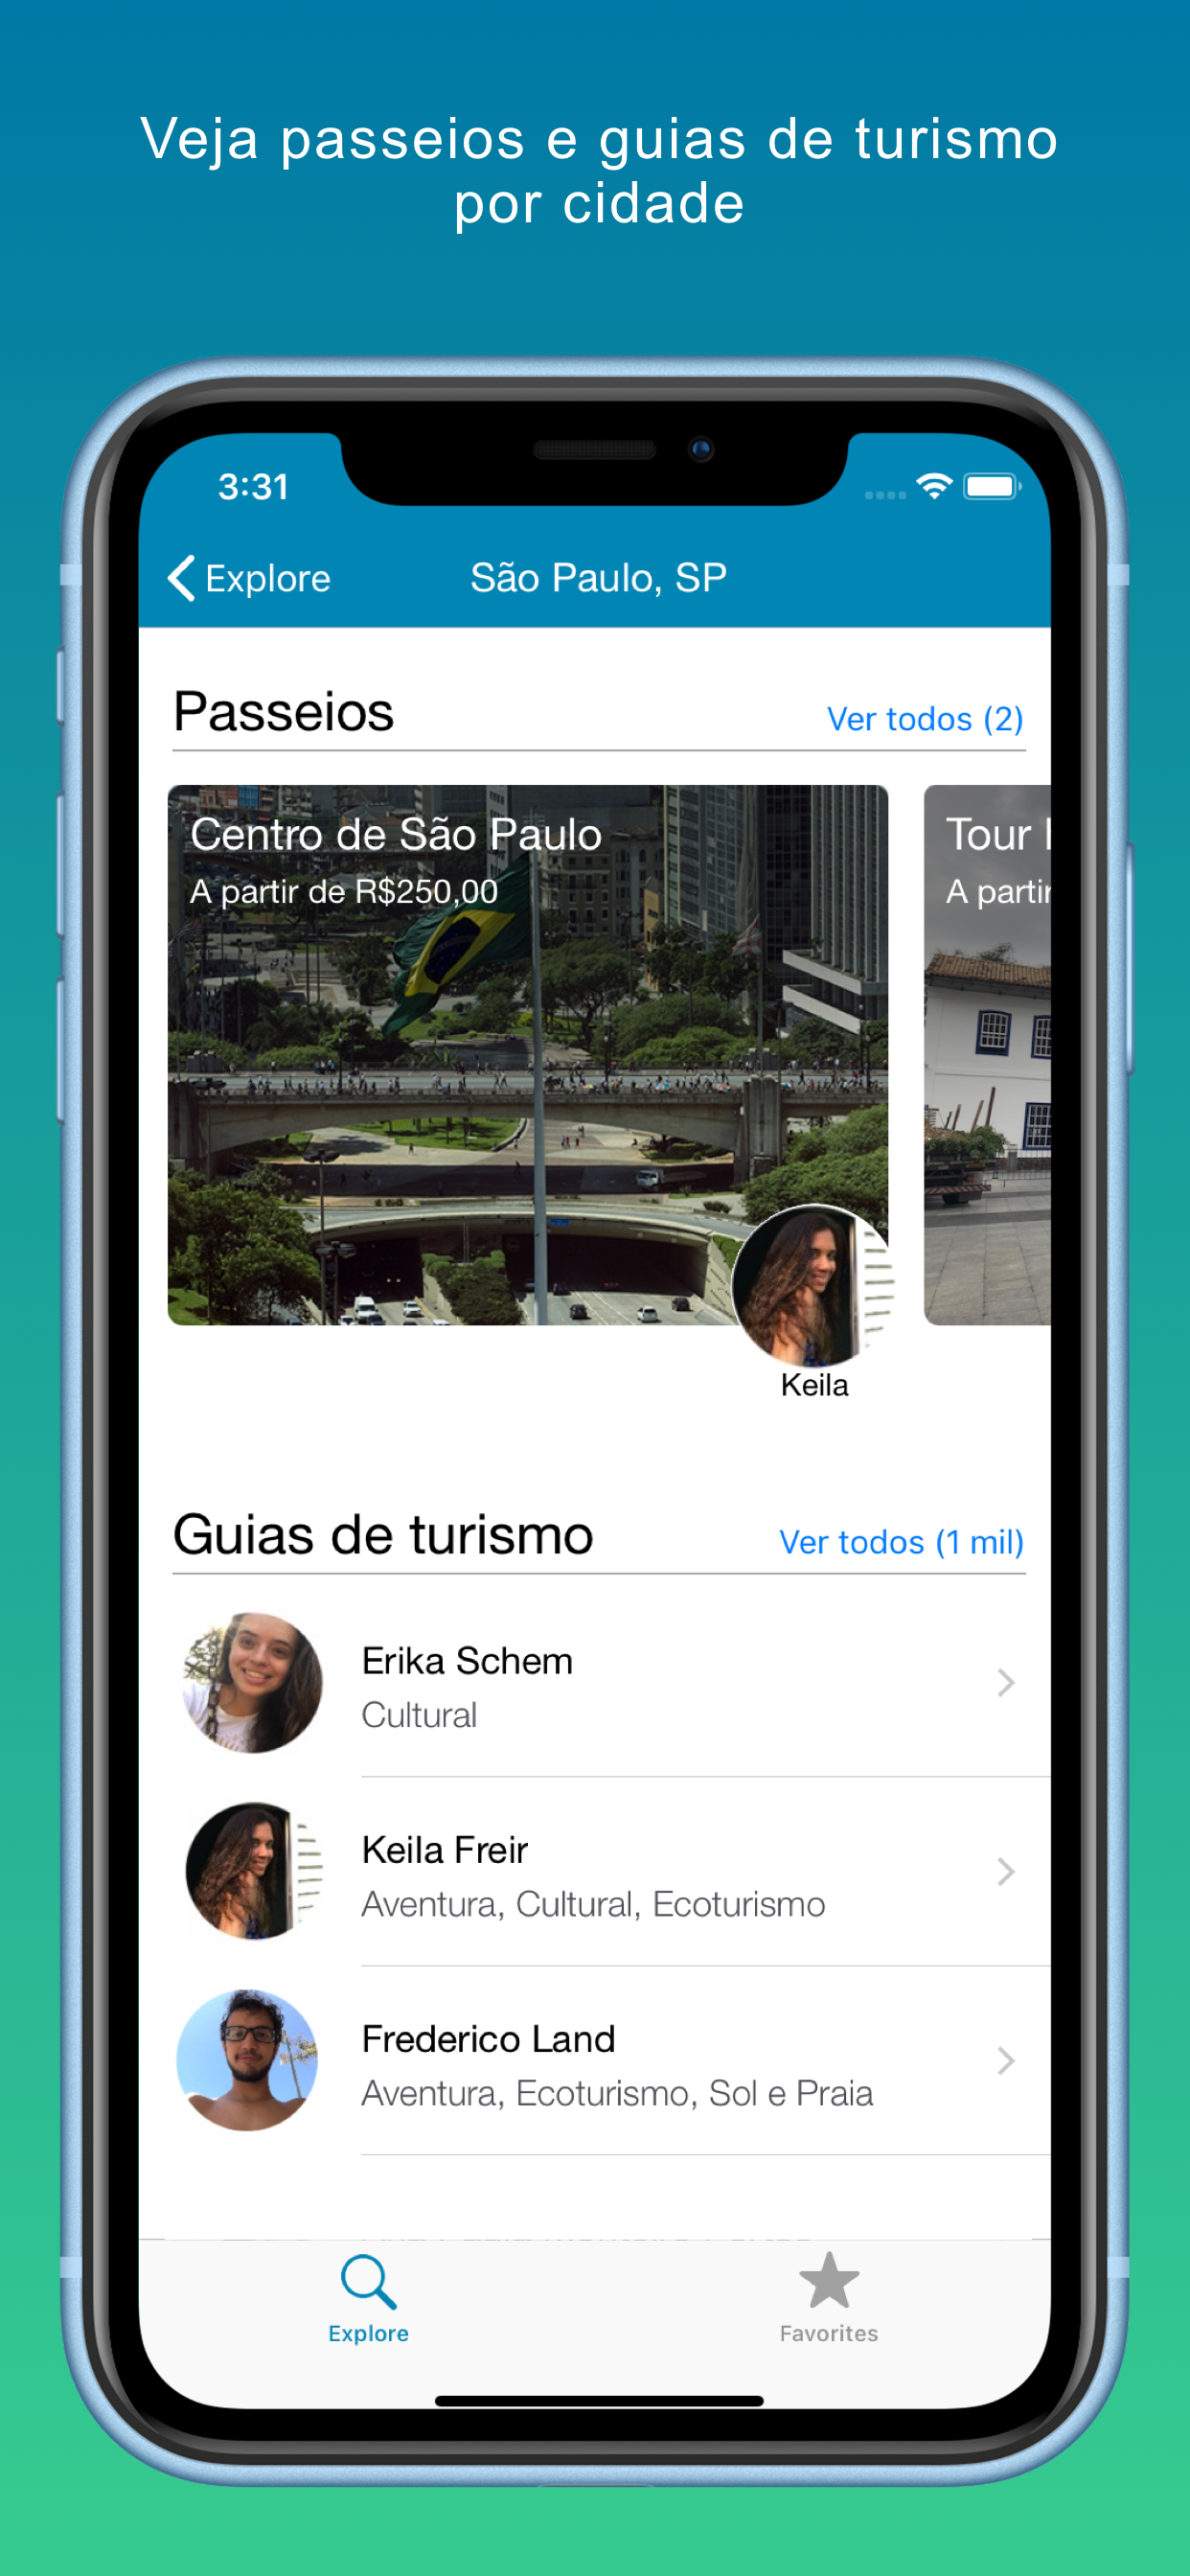 Veja passeios e guias de turismo
por cidade
3:31
Explore
São Paulo, SP
Passeios
Ver todos (2)
Centro de São Paulo
A partir de R$250,00
Tour
A partir
Keila
Guias de turismo
Ver todos (1 mil)
Erika Schem
Cultural
Keila Freir
Aventura, Cultural, Ecoturismo
Frederico Land
Aventura, Ecoturismo, Sol e Praia
Explore
Favorites